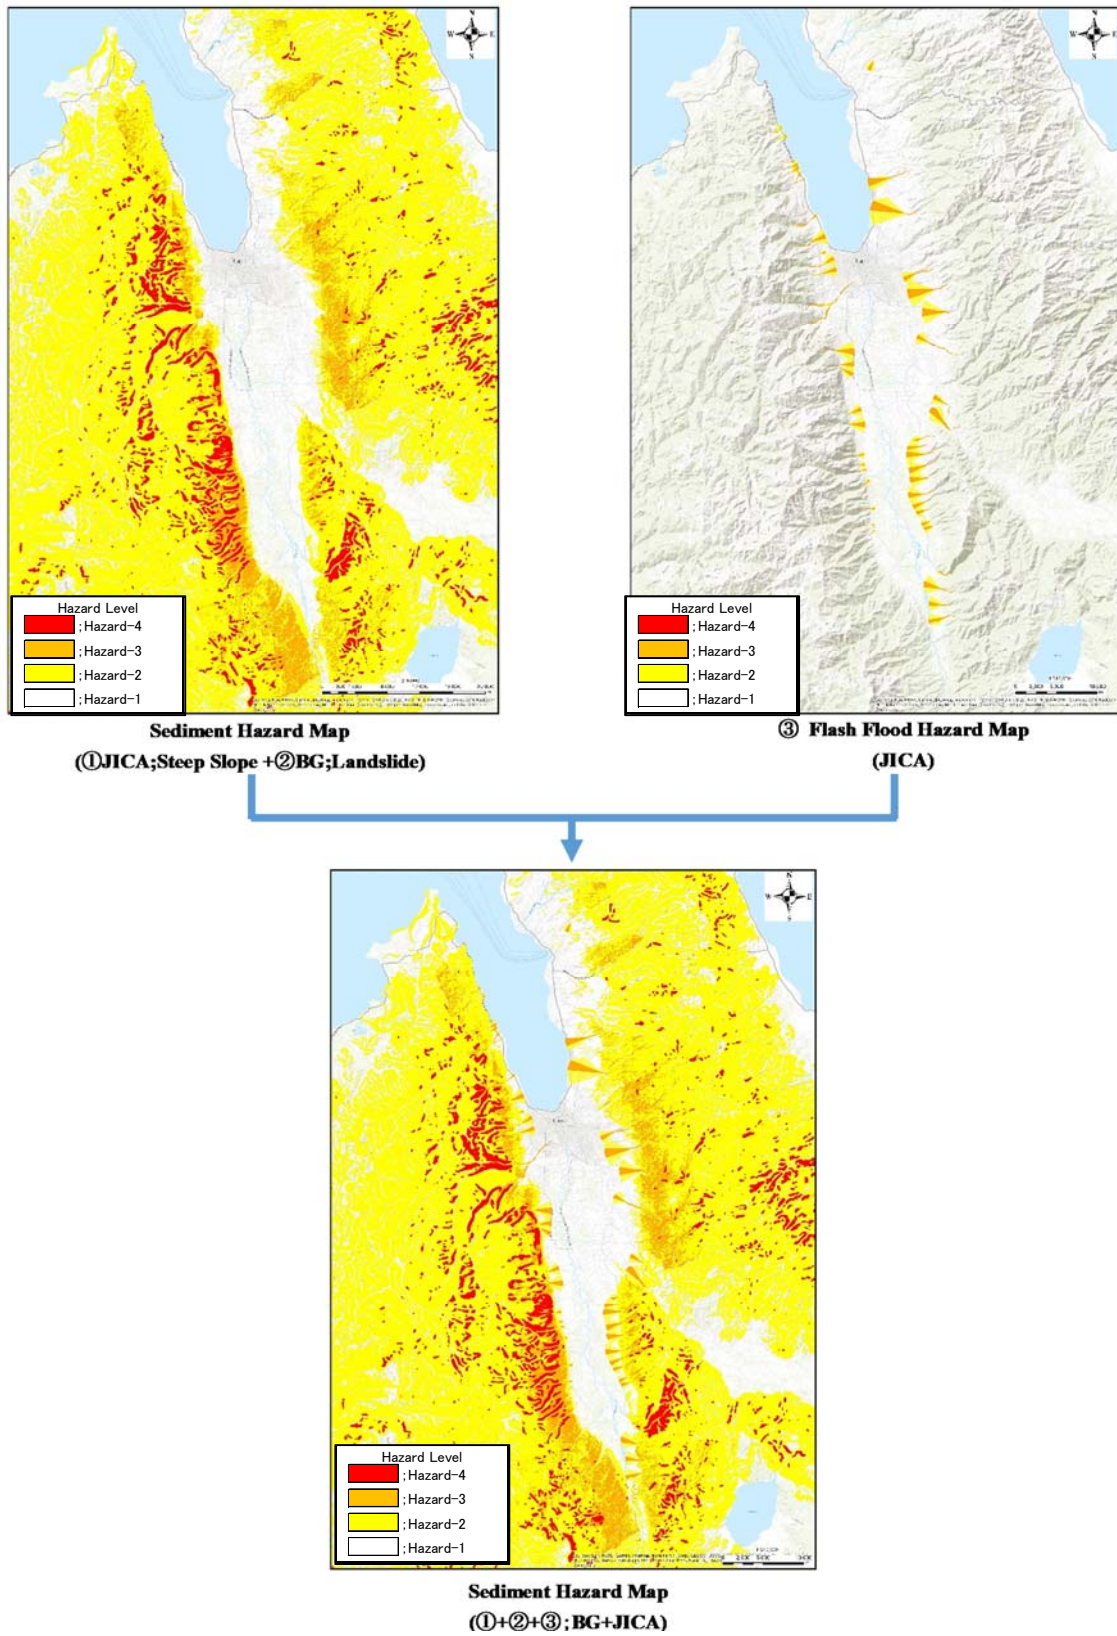 N
W E
S
Hazard Level
;Hazard-4
;Hazard-3
;Hazard-2
;Hazard-1
Sediment Hazard Map
(①JICA;Steep Slope +②BG;Landslide)
N
W E
S
Hazard Level
;Hazard-4
;Hazard-3
;Hazard-2
;Hazard-1
③ Flash Flood Hazard Map
(JICA)
N
W E
S
Hazard Level
;Hazard-4
;Hazard-3
;Hazard-2
;Hazard-1
Sediment Hazard Map
(①+②+③;BG+JICA)